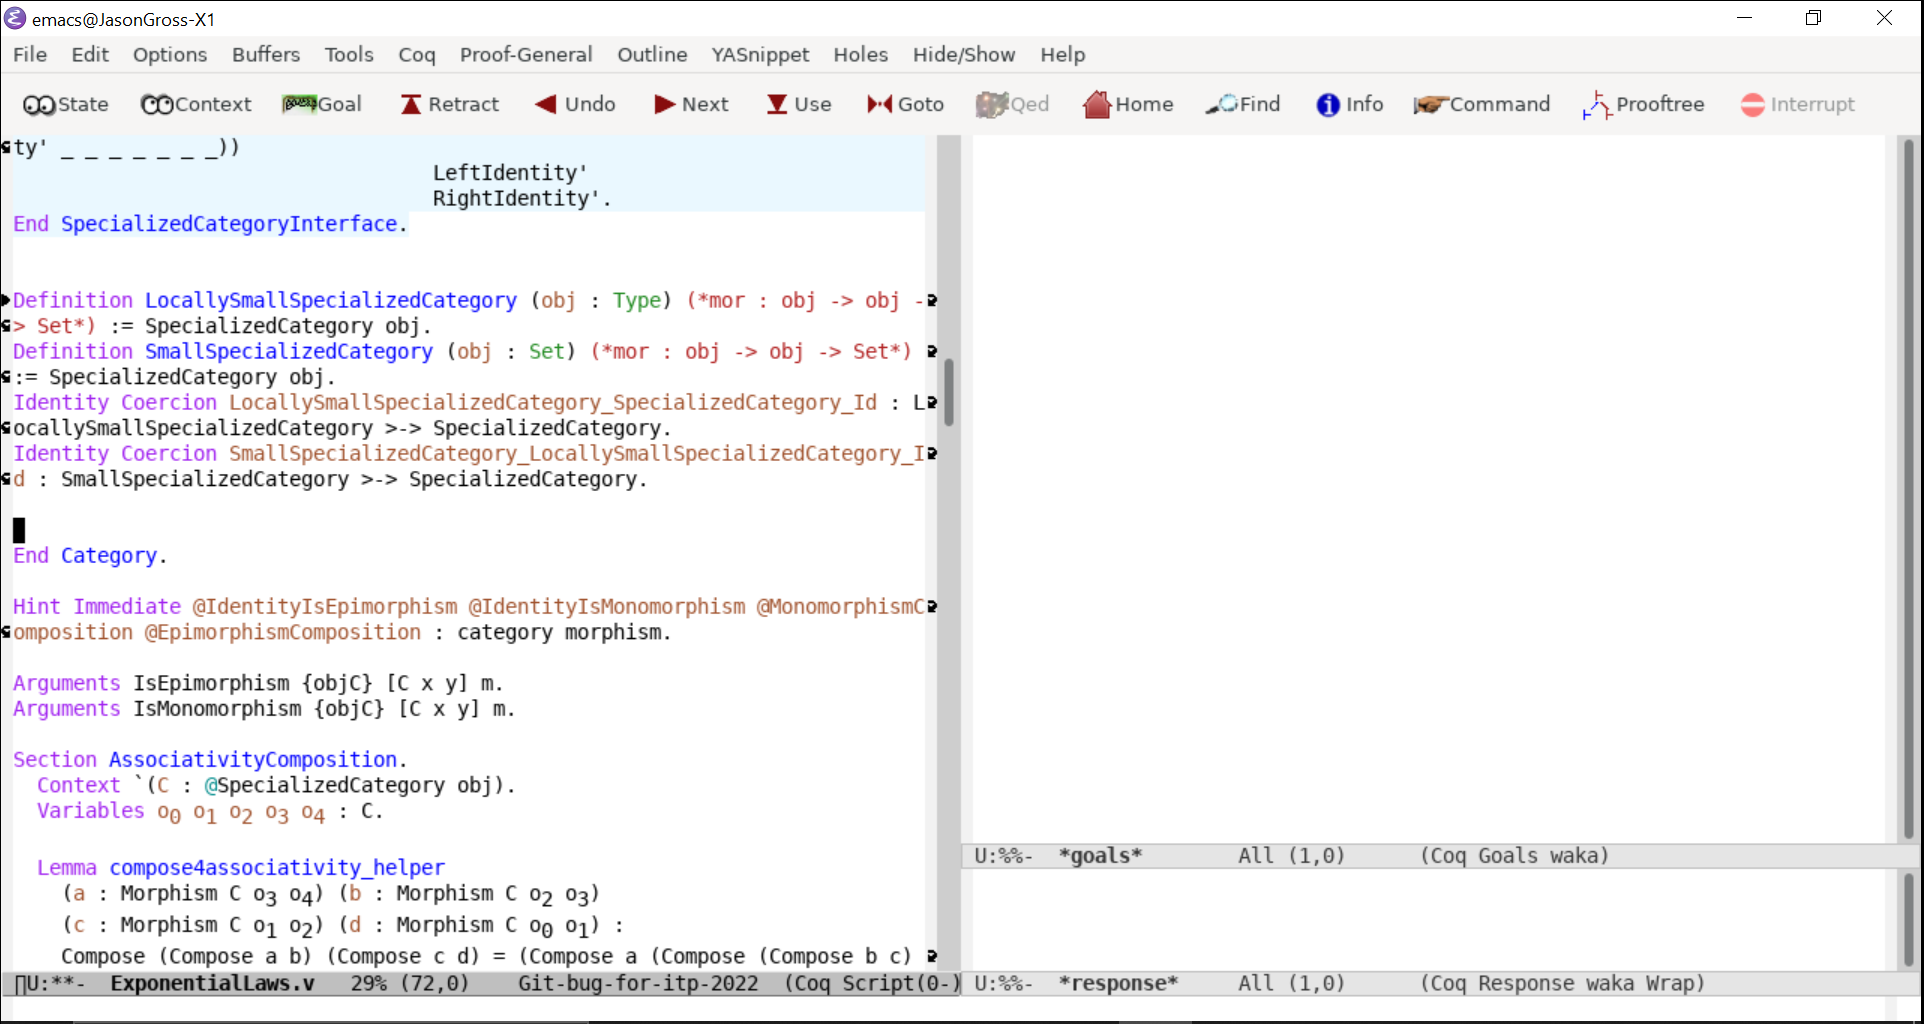 emacs@JasonGross-X1
File Edit Options Buffers Tools Coq Proof-General Outline YASnippet Holes Hide/Show Help
State Context Goal Retract Undo Next Use Goto Qed Home Find Info Command Prooftree Interrupt
ty' _ _ _ _ _ _ _))
LeftIdentity'
RightIdentity'.
End SpecializedCategoryInterface.
Definition LocallySmallSpecializedCategory (obj : Type) (*mor : obj -> obj -
> Set*) := SpecializedCategory obj.
Definition SmallSpecializedCategory (obj : Set) (*mor : obj -> obj -> Set*)
:= SpecializedCategory obj.
Identity Coercion LocallySmallSpecializedCategory_SpecializedCategory_Id : L
ocallySmallSpecializedCategory >-> SpecializedCategory.
Identity Coercion SmallSpecializedCategory_LocallySmallSpecializedCategory_I
d : SmallSpecializedCategory >-> SpecializedCategory.
End Category.
Hint Immediate @IdentityIsEpimorphism @IdentityIsMonomorphism @MonomorphismC
omposition @EpimorphismComposition : category morphism.
Arguments IsEpimorphism {objC} [C x y] m.
Arguments IsMonomorphism {objC} [C x y] m.
Section AssociativityComposition.
Context `(C : @SpecializedCategory obj).
Variables o0 o1 o2 o3 o4 : C.
Lemma compose4associativity_helper
(a : Morphism C o3 o4) (b : Morphism C o2 o3)
(c : Morphism C o1 o2) (d : Morphism C o0 o1) :
Compose (Compose a b) (Compose c d) = (Compose a (Compose (Compose b c)
U:**- ExponentialLaws.v 29% (72,0) Git-bug-for-itp-2022 (Coq Script(0-)
U:%%- *goals* All (1,0) (Coq Goals waka)
U:%%- *response* All (1,0) (Coq Response waka Wrap)